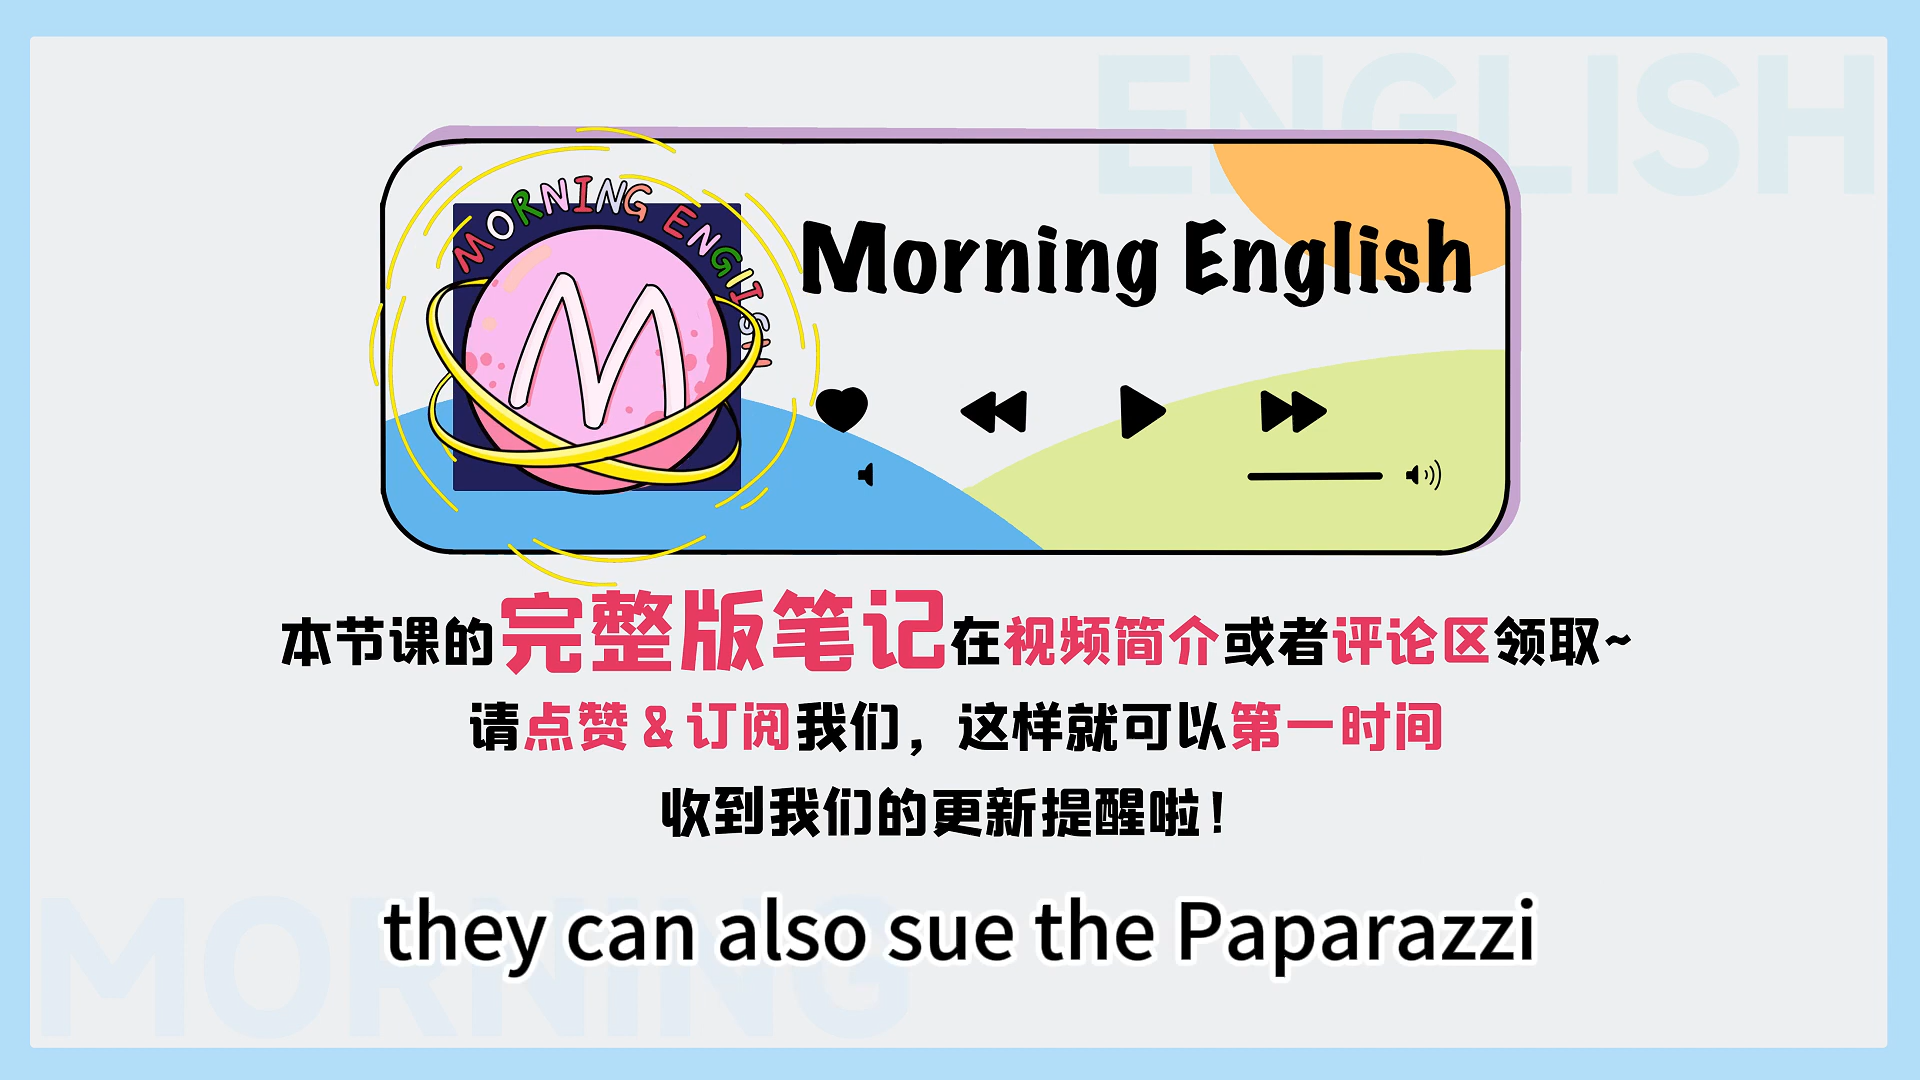 ENGLISH
MORNING ENGLISH
M
Morning English
本节课的完整版笔记在视频简介或者评论区领取~
请点赞&订阅我们，这样就可以第一时间
收到我们的更新提醒啦！
they can also sue the Paparazzi
MORNING